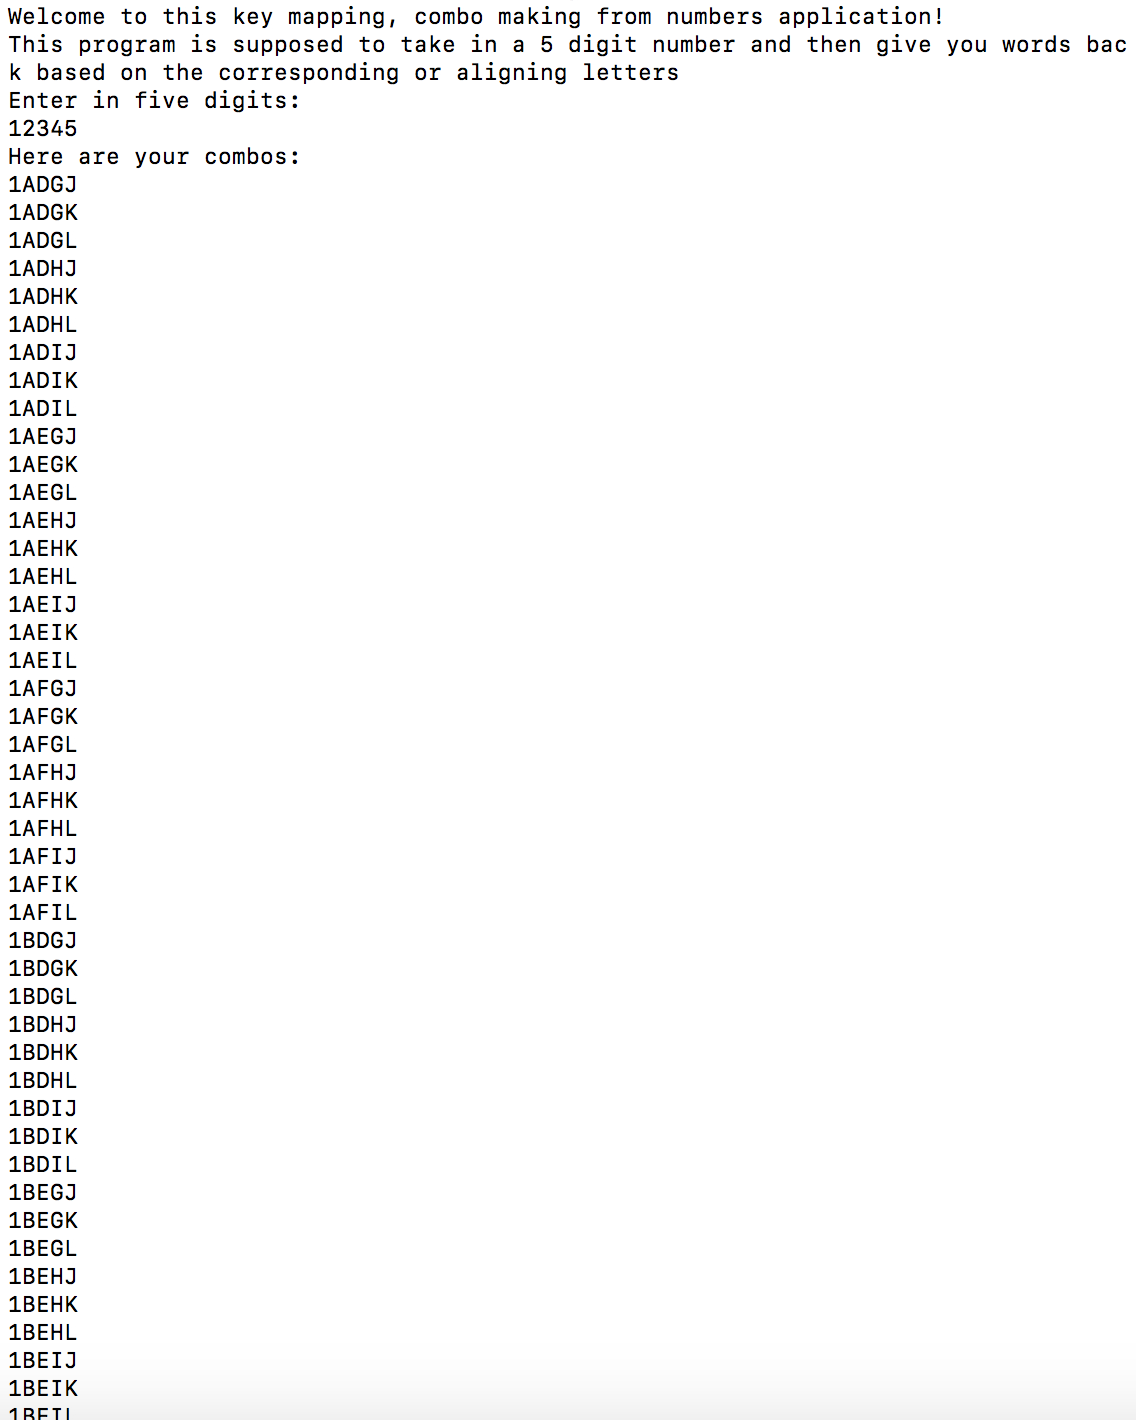 Welcome to this key mapping, combo making from numbers application!
This program is supposed to take in a 5 digit number and then give you words bac
k based on the corresponding or aligning letters
Enter in five digits:
12345
Here are your combos:
1ADGJ
1ADGK
1ADGL
1ADHJ
1ADHK
1ADHL
1ADIJ
1ADIK
1ADIL
1AEGJ
1AEGK
1AEGL
1AEHJ
1AEHK
1AEHL
1AEIJ
1AEIK
1AEIL
1AFGJ
1AFGK
1AFGL
1AFHJ
1AFHK
1AFHL
1AFIJ
1AFIK
1AFIL
1BDGJ
1BDGK
1BDGL
1BDHJ
1BDHK
1BDHL
1BDIJ
1BDIK
1BDIL
1BEGJ
1BEGK
1BEGL
1BEHJ
1BEHK
1BEHL
1BEIJ
1BEIK
1BEIL